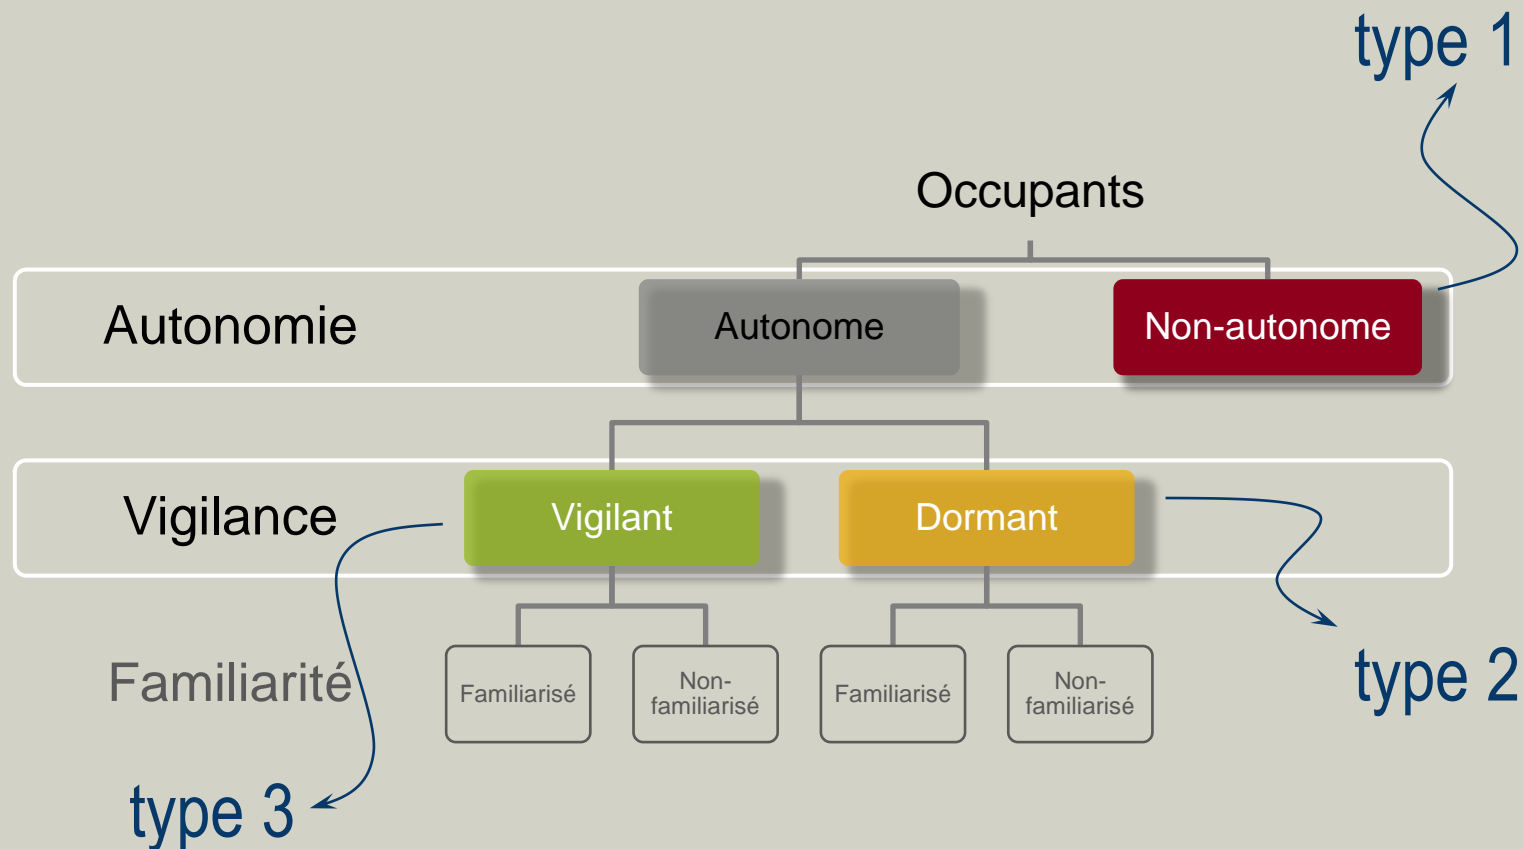 type 1
Occupants
Autonomie
Autonome
Non-autonome
Vigilance
Vigilant
Dormant
Familiarité
Familiarisé
Non-
familiarisé
Familiarisé
Non-
familiarisé
type 2
type 3